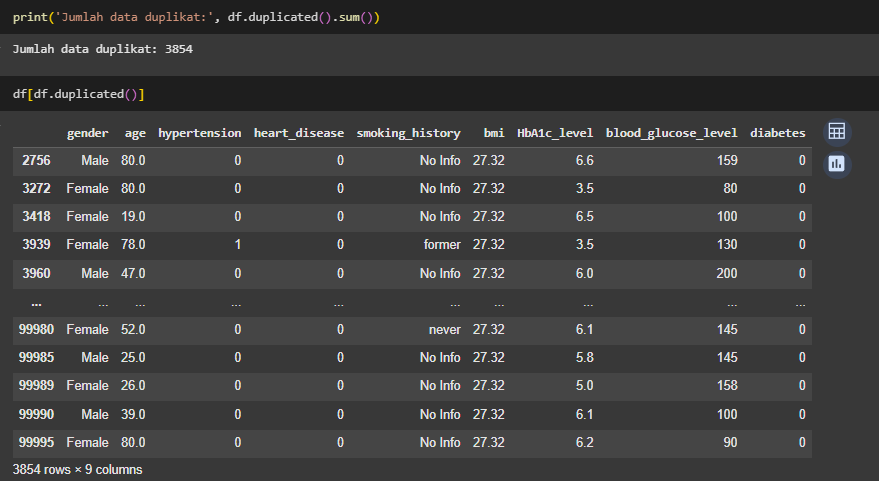 print('Jumlah data duplikat:', df.duplicated().sum())
Jumlah data duplikat: 3854
df[df.duplicated()]
gender age hypertension heart_disease smoking_history bmi HbA1c_level blood_glucose_level diabetes
2756 Male 80.0 0 0 No Info 27.32 6.6 159 0
3272 Female 80.0 0 0 No Info 27.32 3.5 80 0
3418 Female 19.0 0 0 No Info 27.32 6.5 100 0
3939 Female 78.0 1 0 former 27.32 3.5 130 0
3960 Male 47.0 0 0 No Info 27.32 6.0 200 0
... ... ... ... ... ... ... ... ... ...
99980 Female 52.0 0 0 never 27.32 6.1 145 0
99985 Male 25.0 0 0 No Info 27.32 5.8 145 0
99989 Female 26.0 0 0 No Info 27.32 5.0 158 0
99990 Male 39.0 0 0 No Info 27.32 6.1 100 0
99995 Female 80.0 0 0 No Info 27.32 6.2 90 0
3854 rows × 9 columns